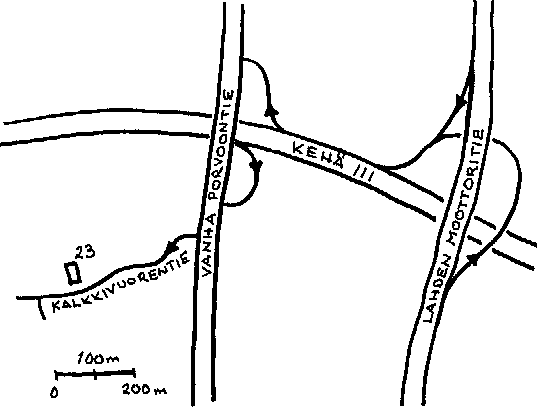 VANHA PORVOONTIE
KEHÄ III
LAHDEN MOOTTORITIE
23
KALKKIVUORENTIE
100m
0 200m